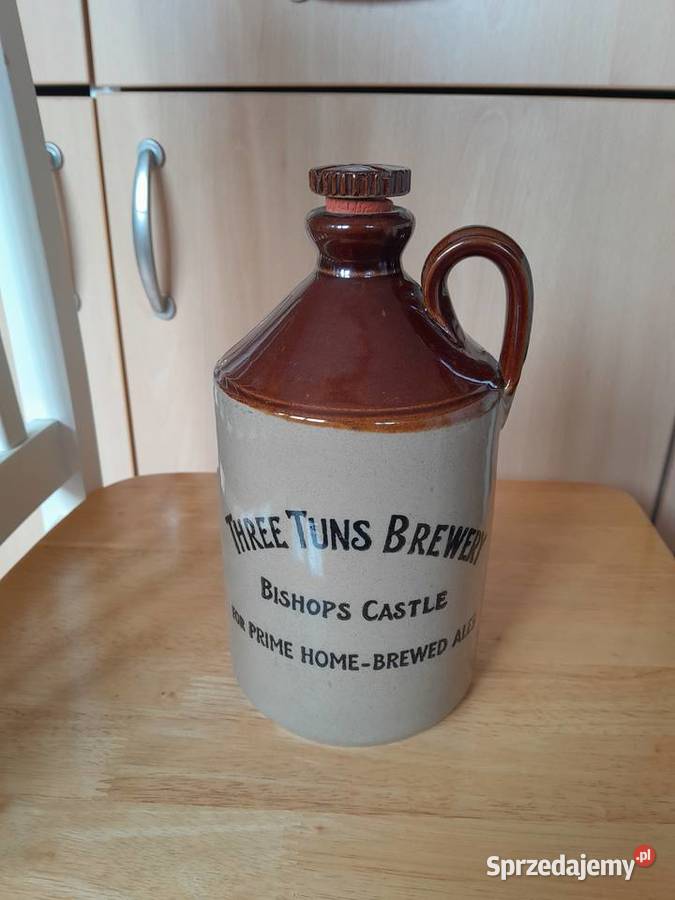 THREE TUNS BREWERY
BISHOPS CASTLE
FOR PRIME HOME-BREWED ALES
Sprzedajemy.pl